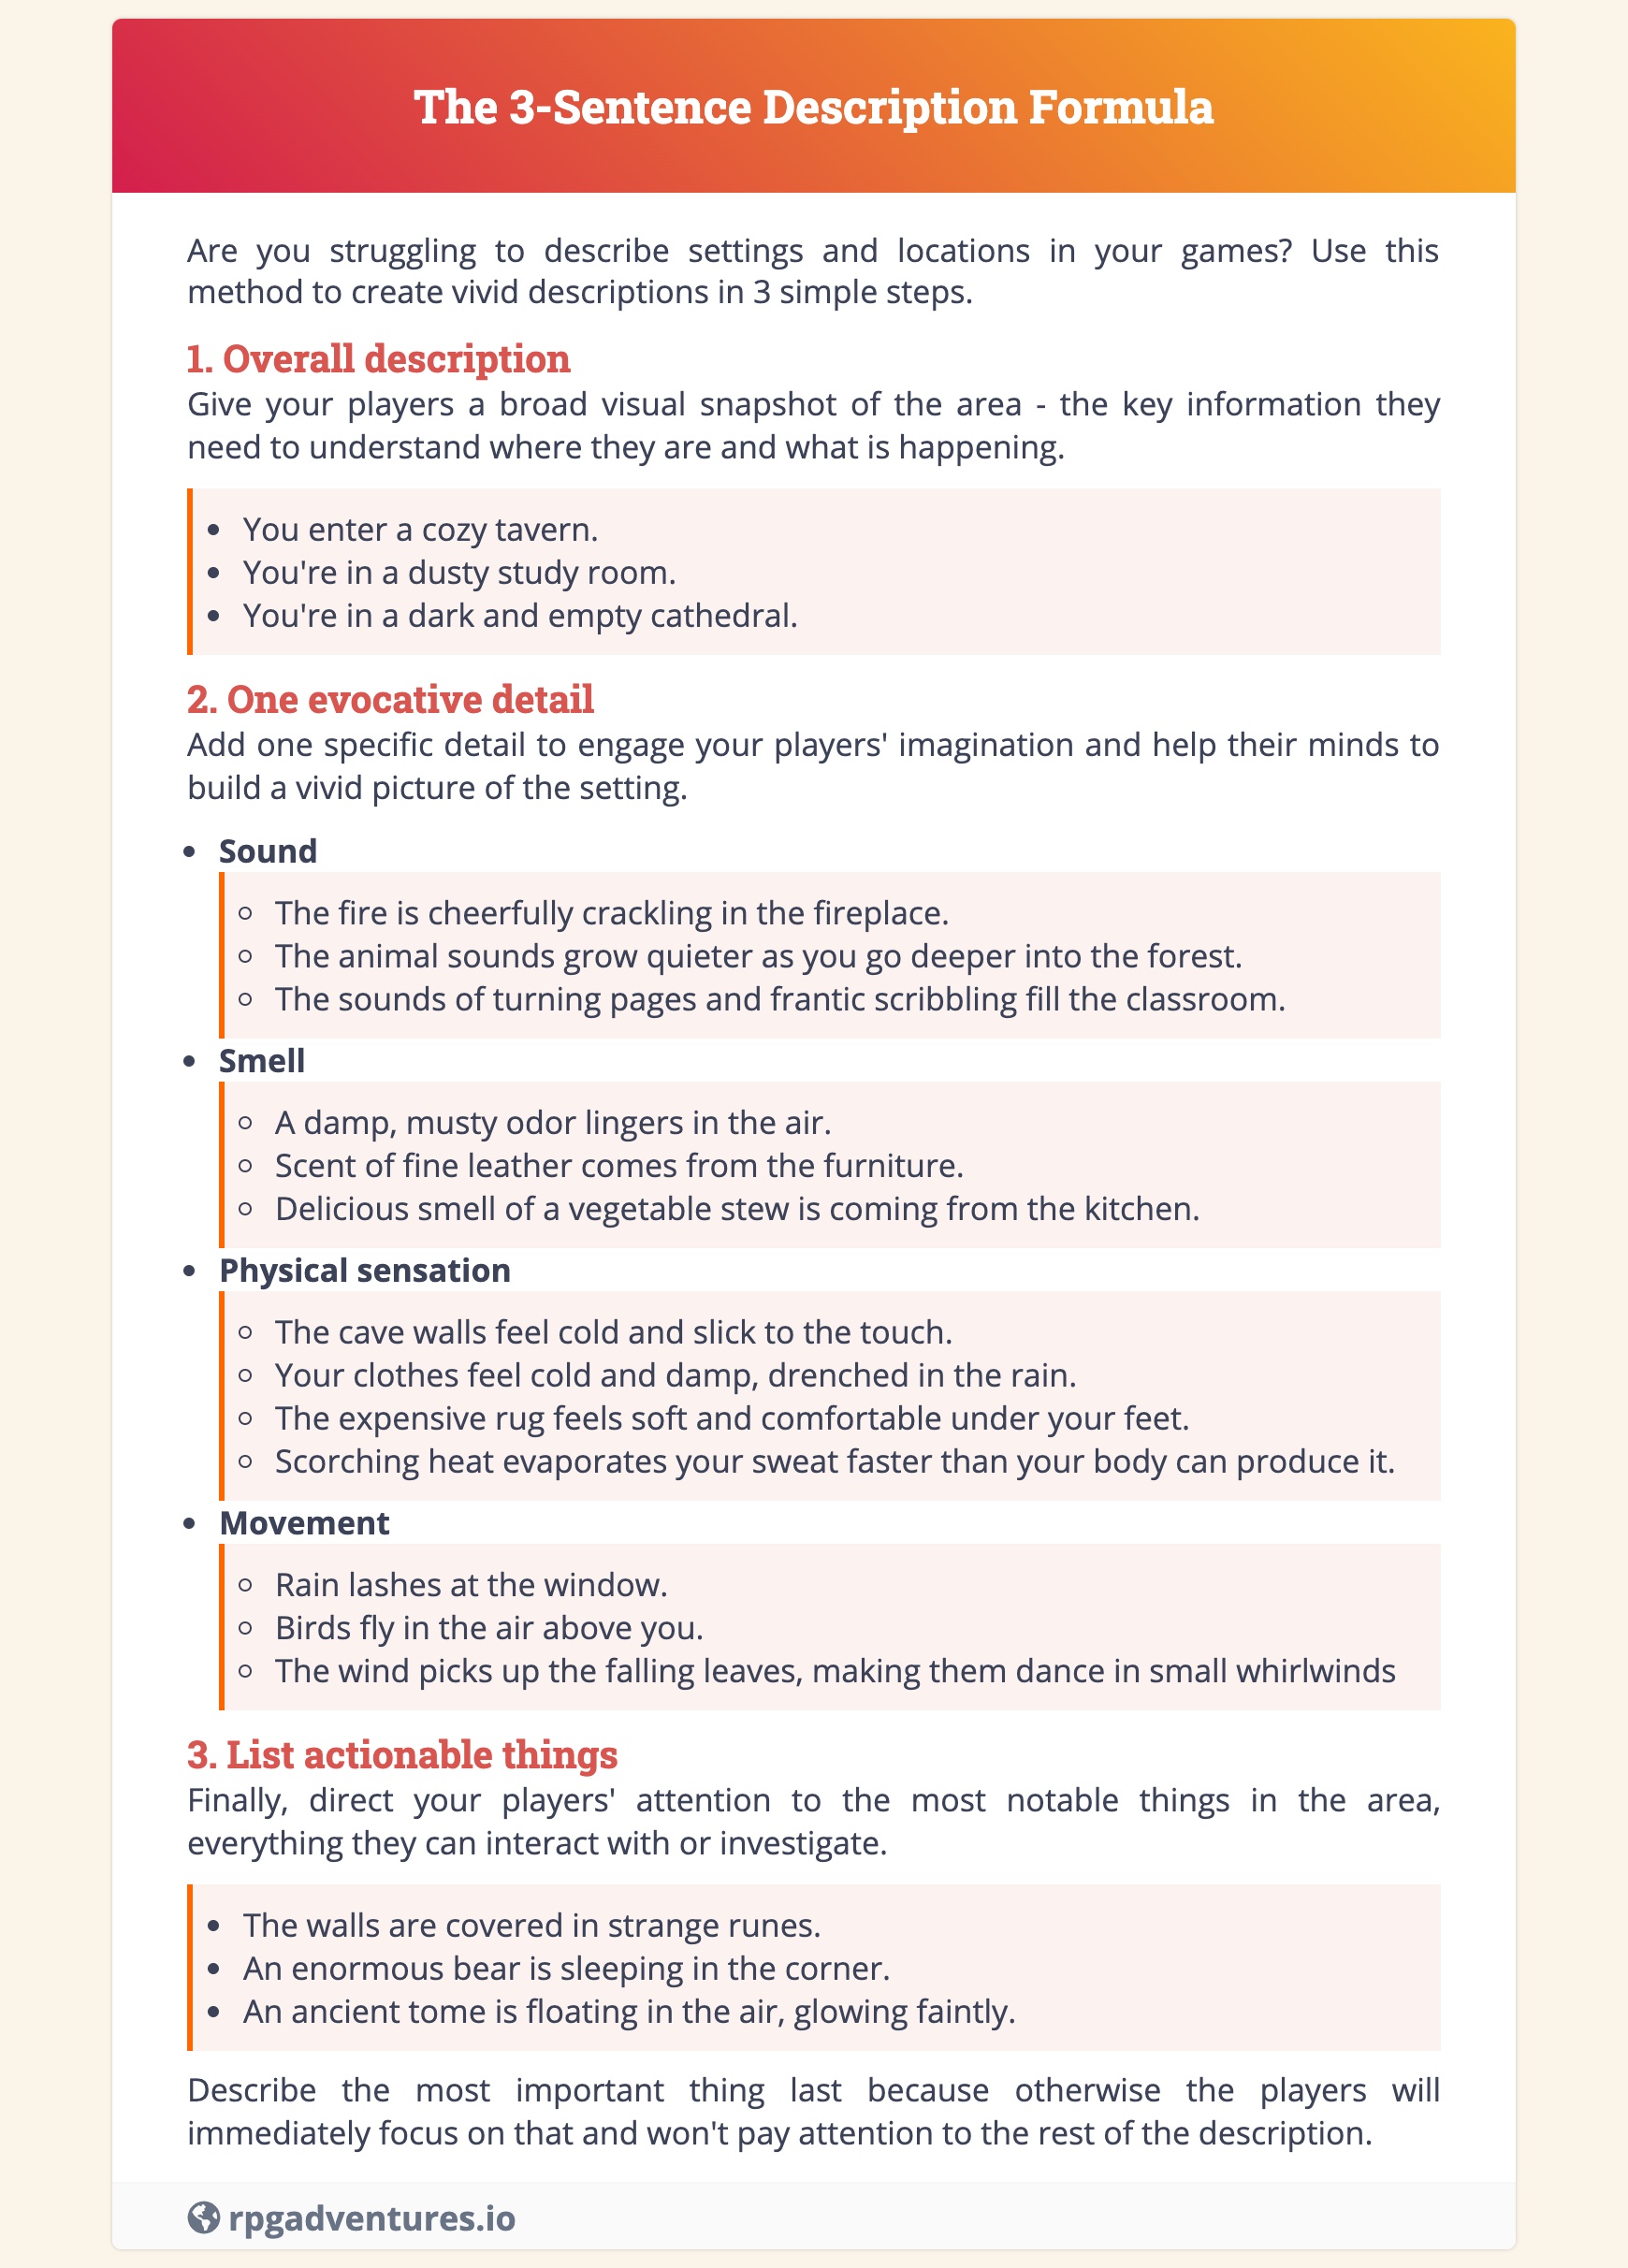 The 3-Sentence Description Formula
Are you struggling to describe settings and locations in your games? Use this
method to create vivid descriptions in 3 simple steps.
1. Overall description
Give your players a broad visual snapshot of the area - the key information they
need to understand where they are and what is happening.
• You enter a cozy tavern.
• You're in a dusty study room.
• You're in a dark and empty cathedral.
2. One evocative detail
Add one specific detail to engage your players' imagination and help their minds to
build a vivid picture of the setting.
• Sound
○ The fire is cheerfully crackling in the fireplace.
○ The animal sounds grow quieter as you go deeper into the forest.
○ The sounds of turning pages and frantic scribbling fill the classroom.
• Smell
○ A damp, musty odor lingers in the air.
○ Scent of fine leather comes from the furniture.
○ Delicious smell of a vegetable stew is coming from the kitchen.
• Physical sensation
○ The cave walls feel cold and slick to the touch.
○ Your clothes feel cold and damp, drenched in the rain.
○ The expensive rug feels soft and comfortable under your feet.
○ Scorching heat evaporates your sweat faster than your body can produce it.
• Movement
○ Rain lashes at the window.
○ Birds fly in the air above you.
○ The wind picks up the falling leaves, making them dance in small whirlwinds
3. List actionable things
Finally, direct your players' attention to the most notable things in the area,
everything they can interact with or investigate.
• The walls are covered in strange runes.
• An enormous bear is sleeping in the corner.
• An ancient tome is floating in the air, glowing faintly.
Describe the most important thing last because otherwise the players will
immediately focus on that and won't pay attention to the rest of the description.
rpgadventures.io